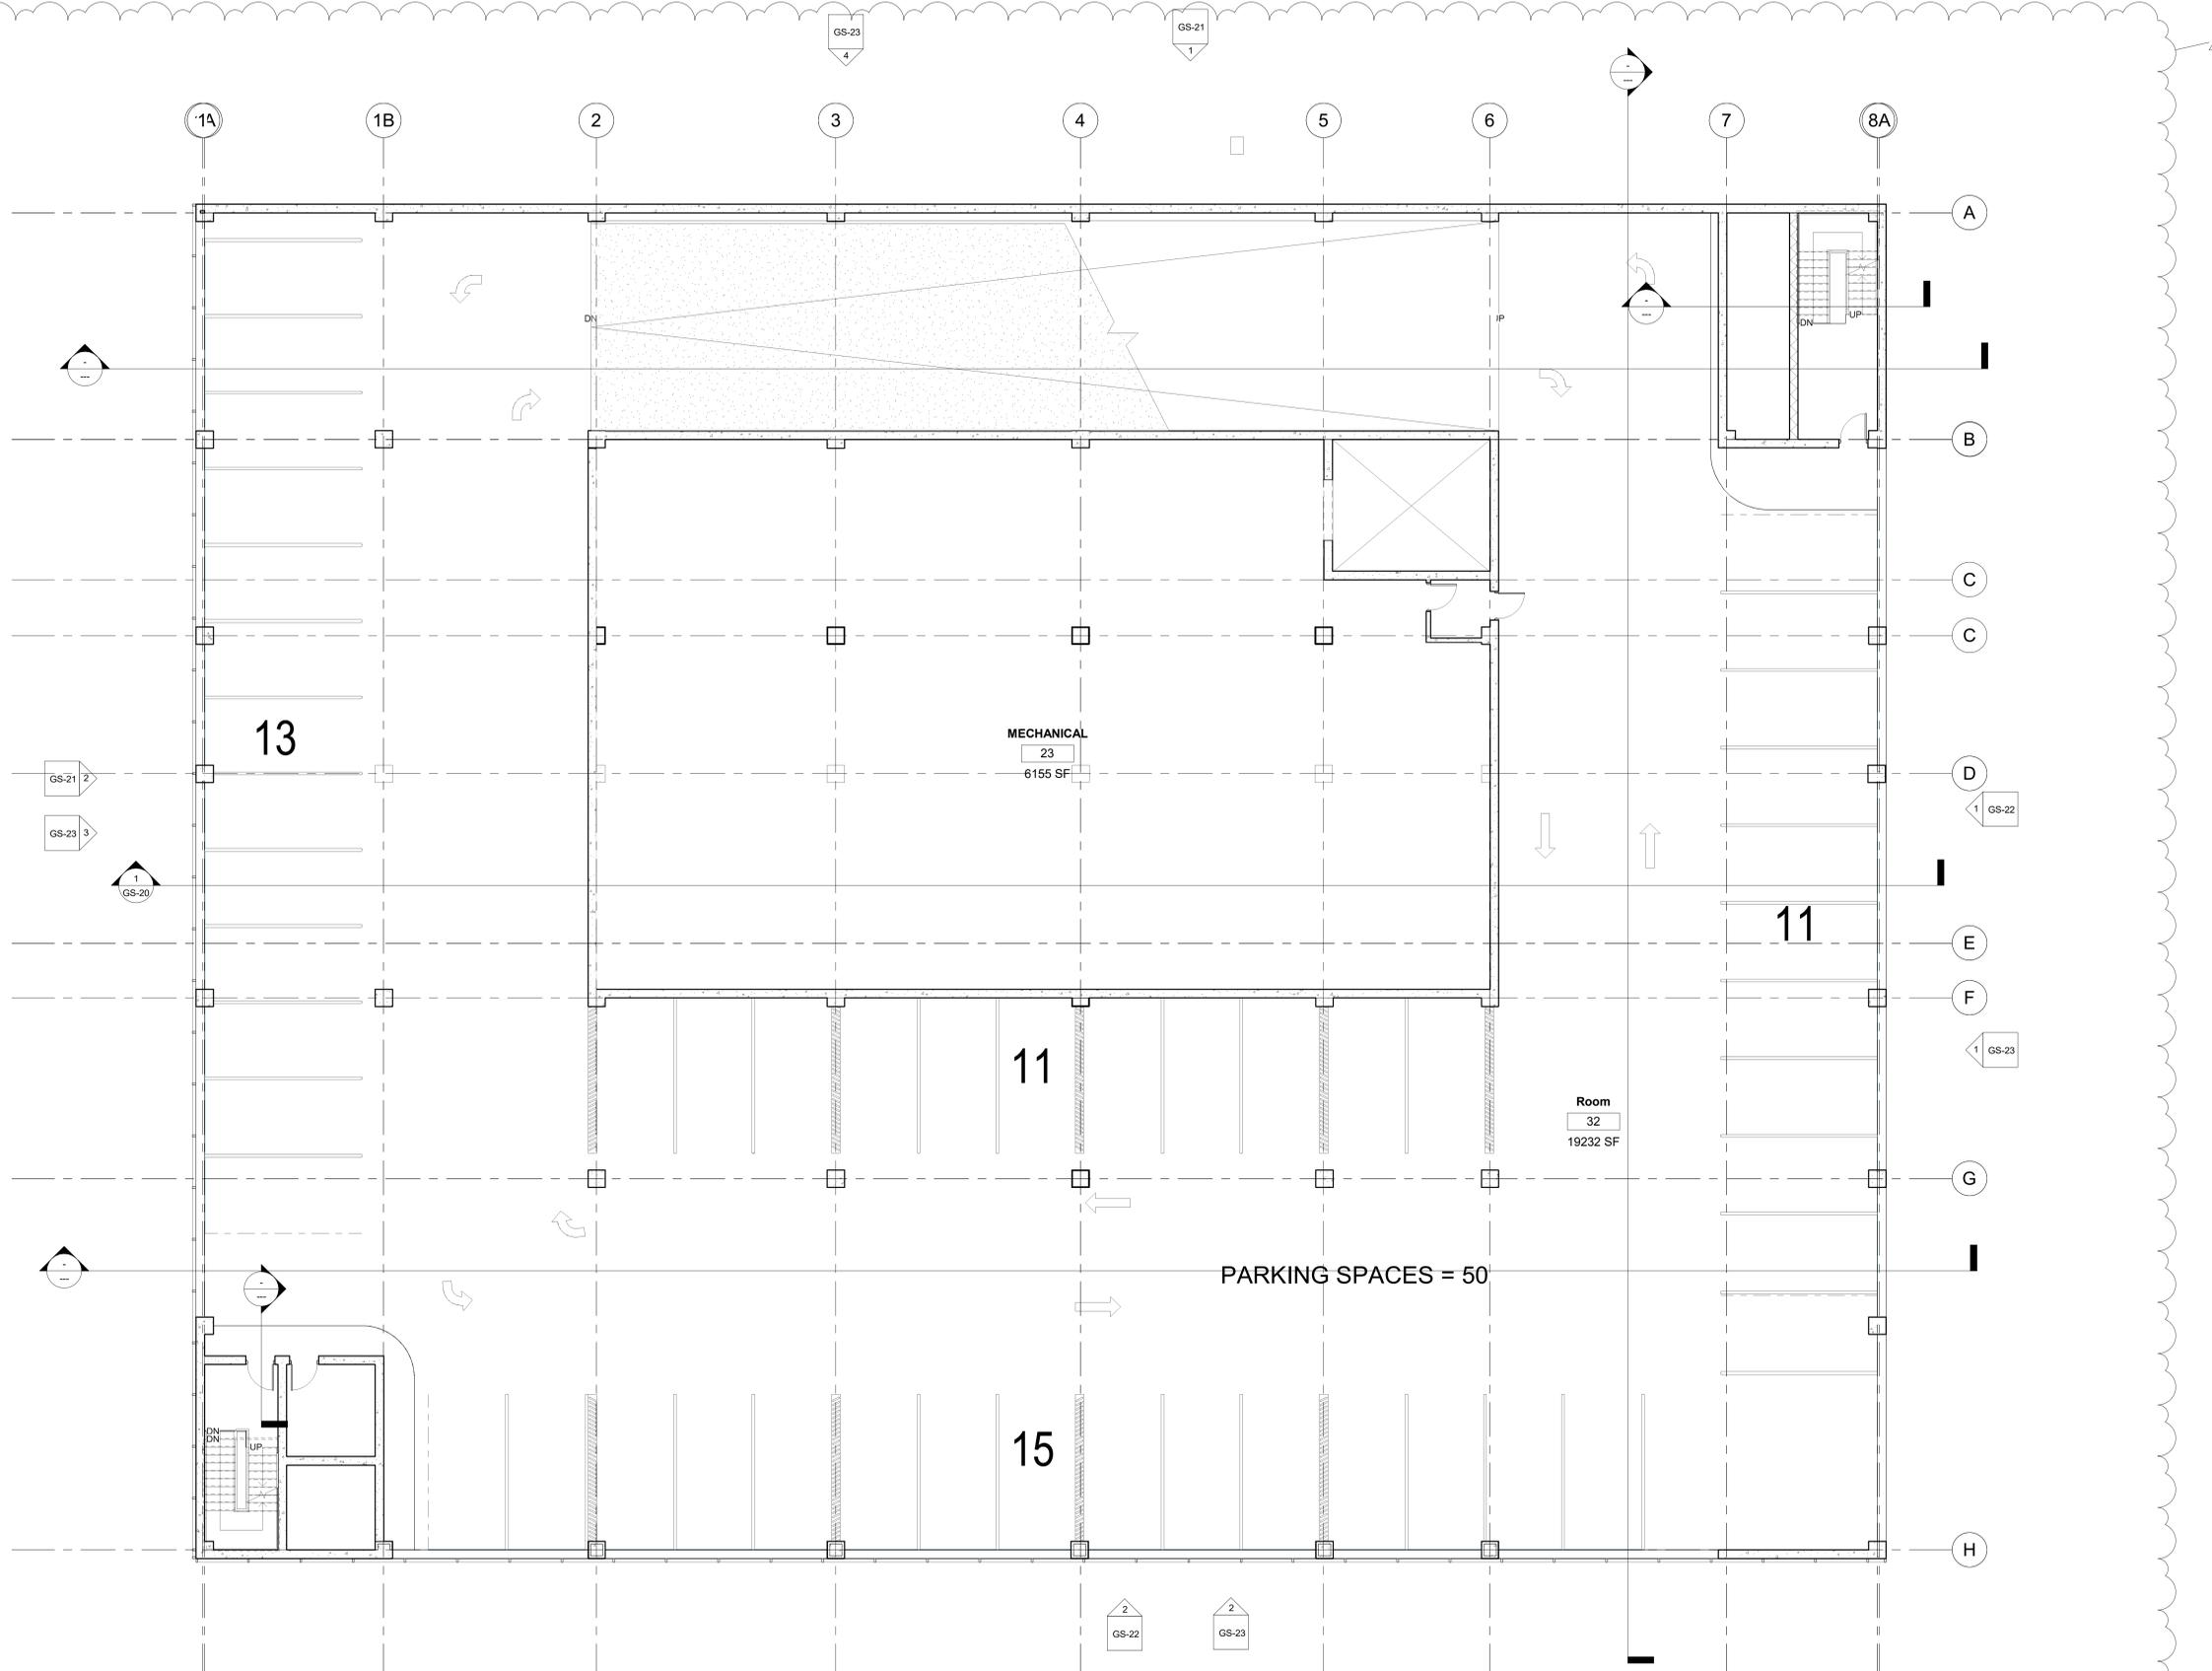 GS-23
4
GS-21
1
-
---
1A
1B
2
3
4
5
6
7
8A
A
DN
UP
DN
UP
-
---
-
---
B
C
C
13
MECHANICAL
23
6155 SF
D
GS-21
2
1
GS-22
GS-23
3
1
GS-20
11
E
F
11
1
GS-23
Room
32
19232 SF
G
-
---
-
---
PARKING SPACES = 50
DN
DN
UP
15
H
2
GS-22
2
GS-23